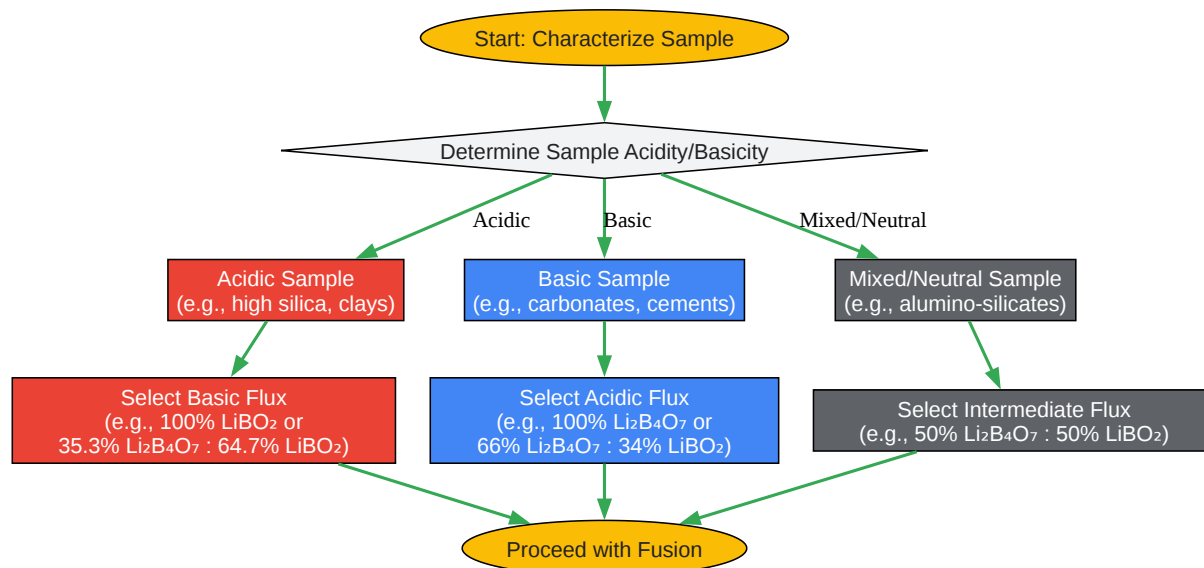 Start: Characterize Sample
Determine Sample Acidity/Basicity
Acidic
Basic
Mixed/Neutral
Acidic Sample
(e.g., high silica, clays)
Basic Sample
(e.g., carbonates, cements)
Mixed/Neutral Sample
(e.g., alumino-silicates)
Select Basic Flux
(e.g., 100% LiBO₂ or
35.3% Li₂B₄O₇ : 64.7% LiBO₂)
Select Acidic Flux
(e.g., 100% Li₂B₄O₇ or
66% Li₂B₄O₇ : 34% LiBO₂)
Select Intermediate Flux
(e.g., 50% Li₂B₄O₇ : 50% LiBO₂)
Proceed with Fusion